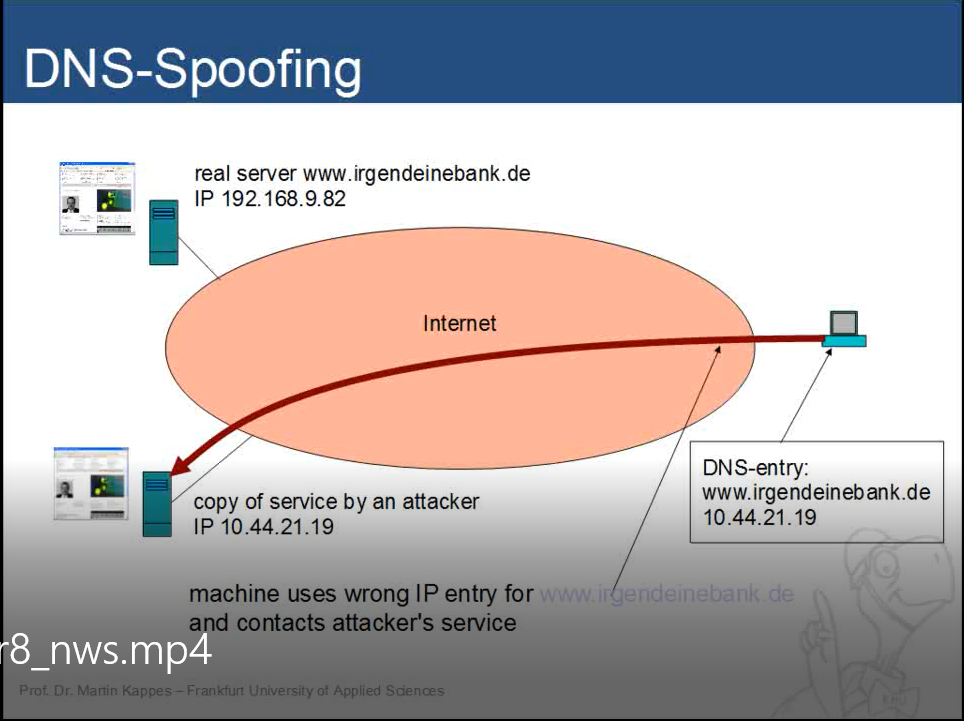 DNS-Spoofing
real server www.irgendeinebank.de
IP 192.168.9.82
Internet
DNS-entry:
www.irgendeinebank.de
10.44.21.19
copy of service by an attacker
IP 10.44.21.19
machine uses wrong IP entry for www.irgendeinebank.de
and contacts attacker's service
r8_nws.mp4
Prof. Dr. Martin Kappes – Frankfurt University of Applied Sciences